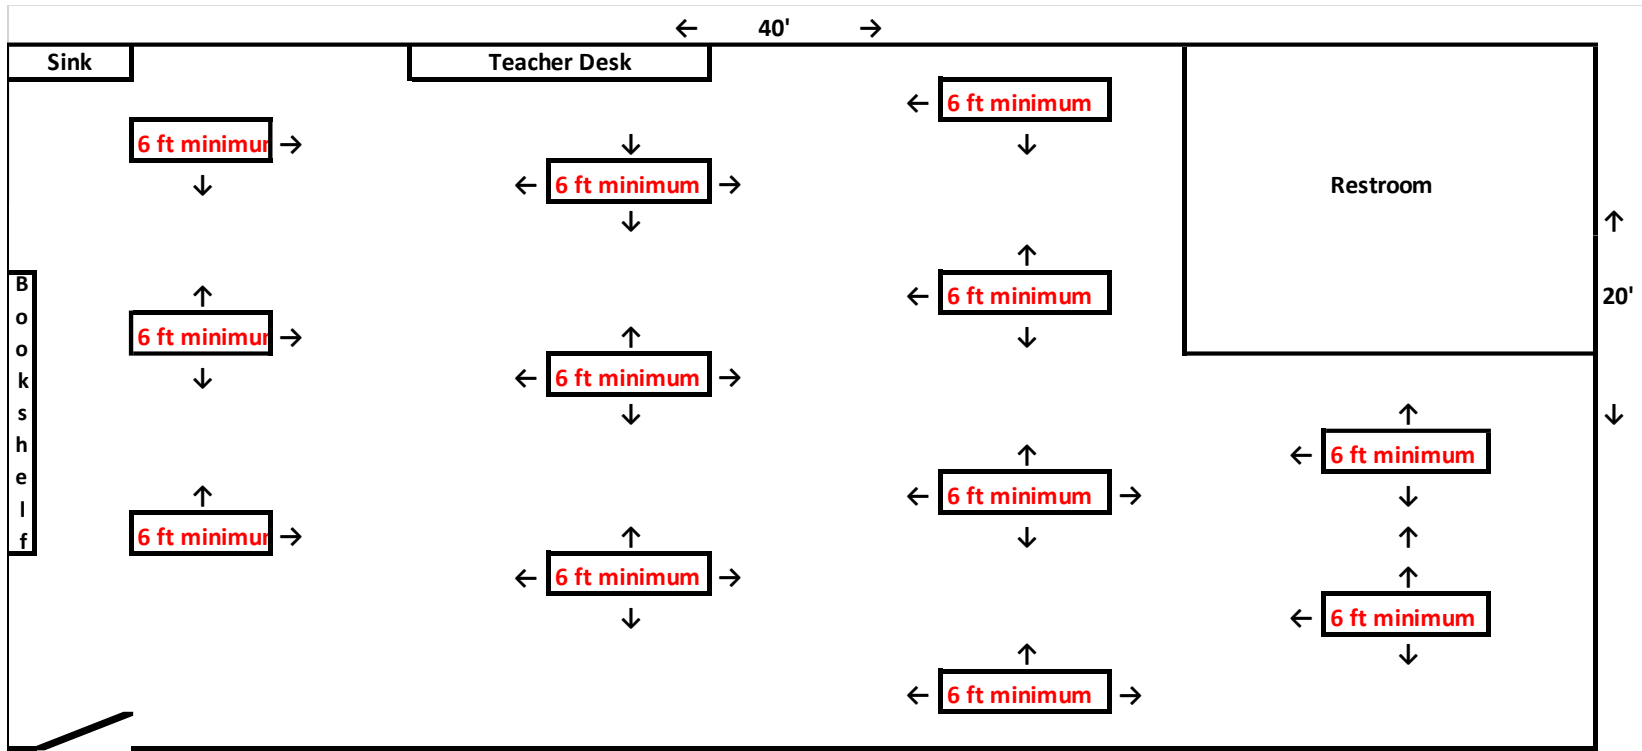 ← 40' →
Sink
Teacher Desk
6 ft minimum
6 ft minimur
6 ft minimum
Restroom
Bookshelf
6 ft minimum
20'
6 ft minimur
6 ft minimum
6 ft minimum
6 ft minimum
6 ft minimur
6 ft minimum
6 ft minimum
6 ft minimum